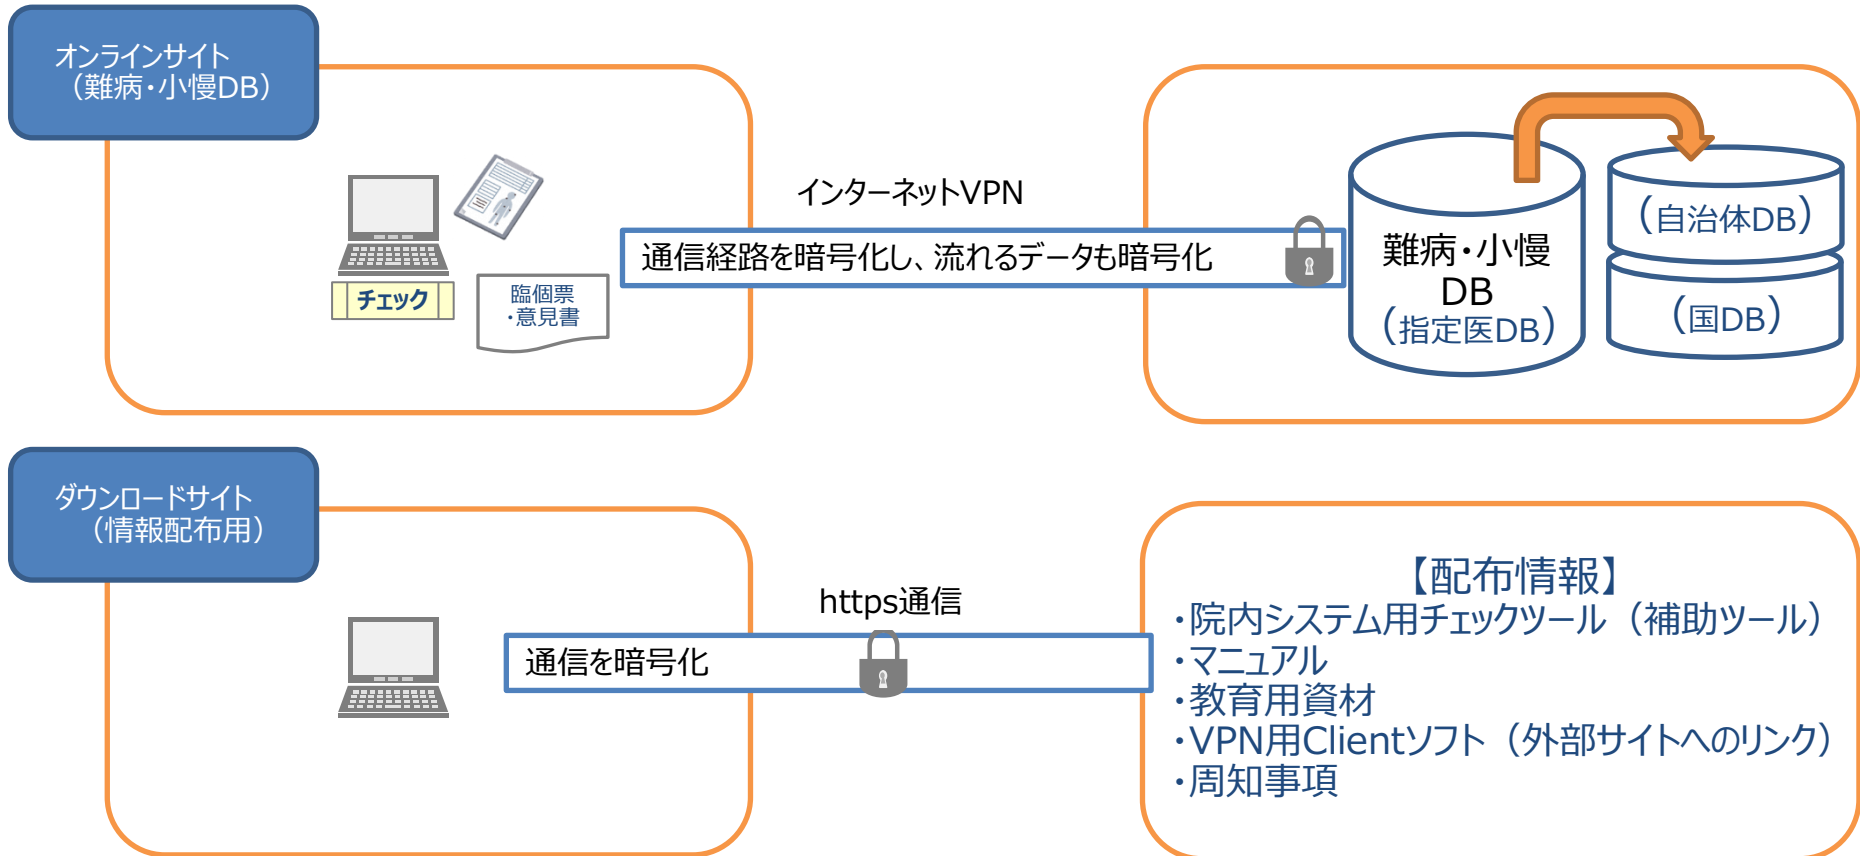 オンラインサイト
（難病・小慢DB）
インターネットVPN
通信経路を暗号化し、流れるデータも暗号化
チェック
臨個票
・意見書
難病・小慢
DB
（指定医DB）
（自治体DB）
（国DB）
ダウンロードサイト
（情報配布用）
https通信
通信を暗号化
【配布情報】
・院内システム用チェックツール（補助ツール）
・マニュアル
・教育用資材
・VPN用Clientソフト（外部サイトへのリンク）
・周知事項